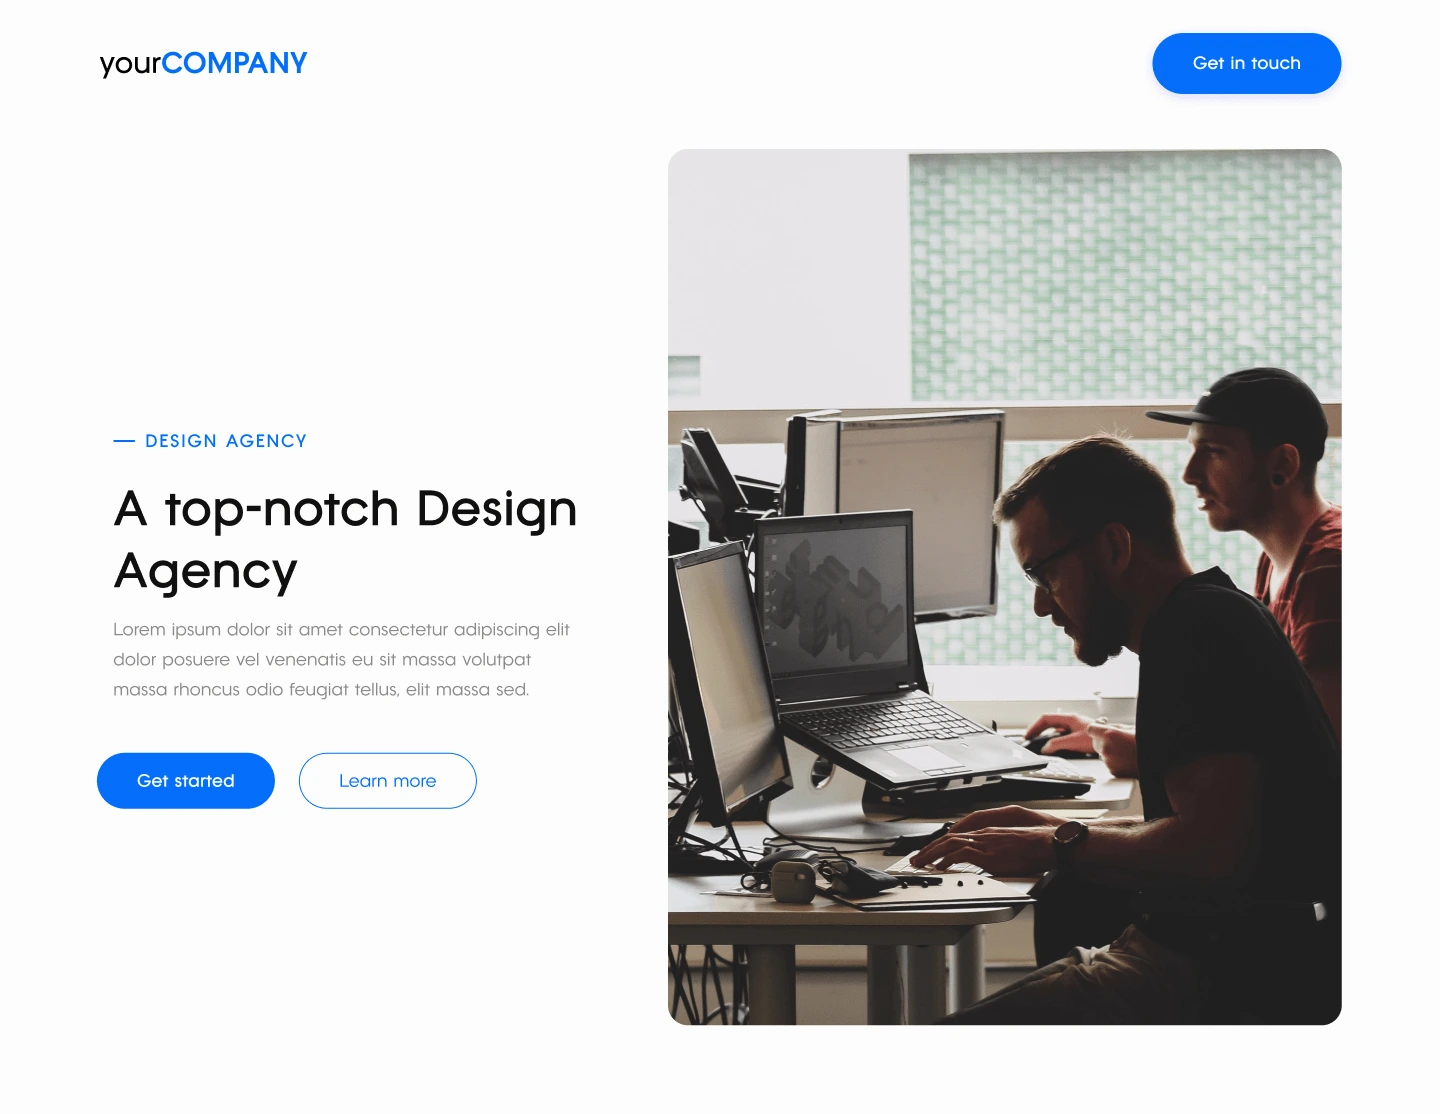 yourCOMPANY
Get in touch
DESIGN AGENCY
A top-notch Design
Agency
Lorem ipsum dolor sit amet consectetur adipiscing elit
dolor posuere vel venenatis eu sit massa volutpat
massa rhoncus odio feugiat tellus, elit massa sed.
Get started
Learn more